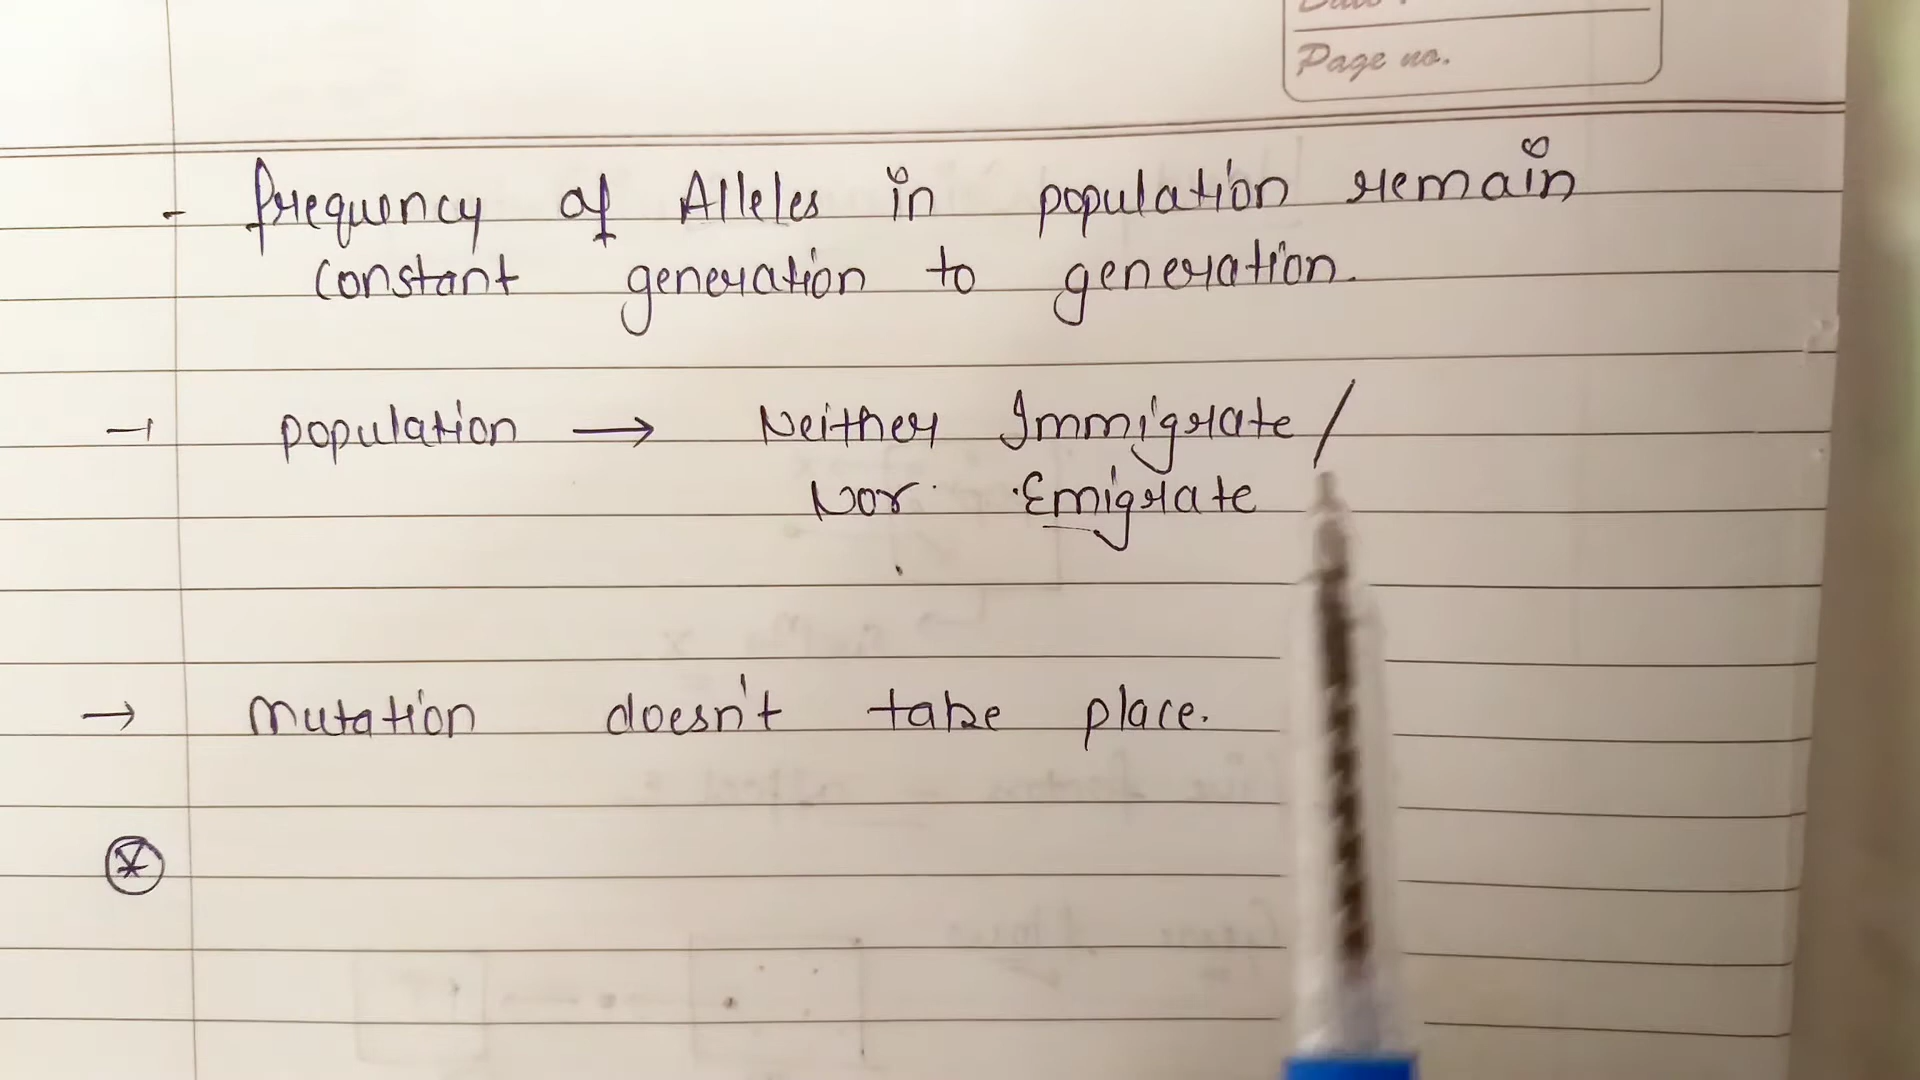 Page no.
- frequency of Alleles in population remain
constant generation to generation.
- population → Neither Immigrate /
Nor Emigrate
→ Mutation doesn't take place.